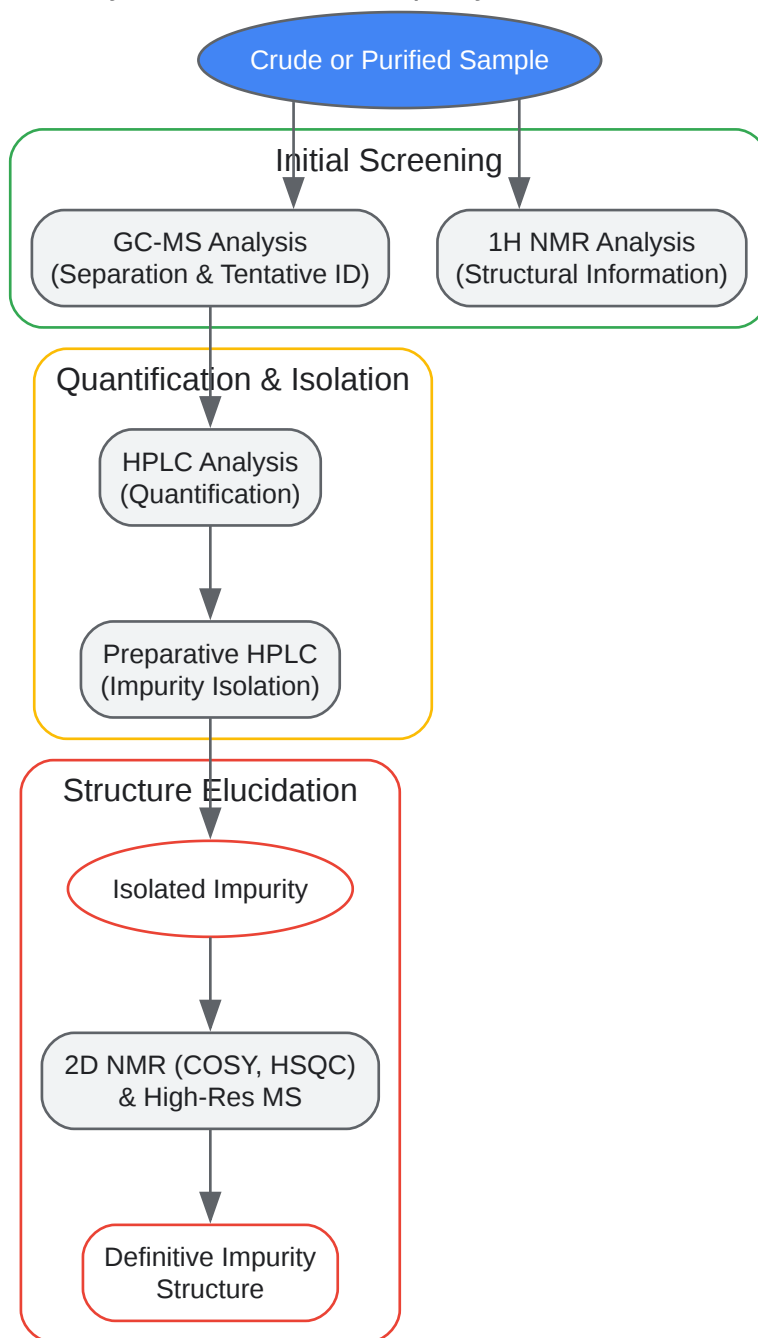 Crude or Purified Sample
Initial Screening
GC-MS Analysis
(Separation & Tentative ID)
1H NMR Analysis
(Structural Information)
Quantification & Isolation
HPLC Analysis
(Quantification)
Preparative HPLC
(Impurity Isolation)
Structure Elucidation
Isolated Impurity
2D NMR (COSY, HSQC)
& High-Res MS
Definitive Impurity
Structure